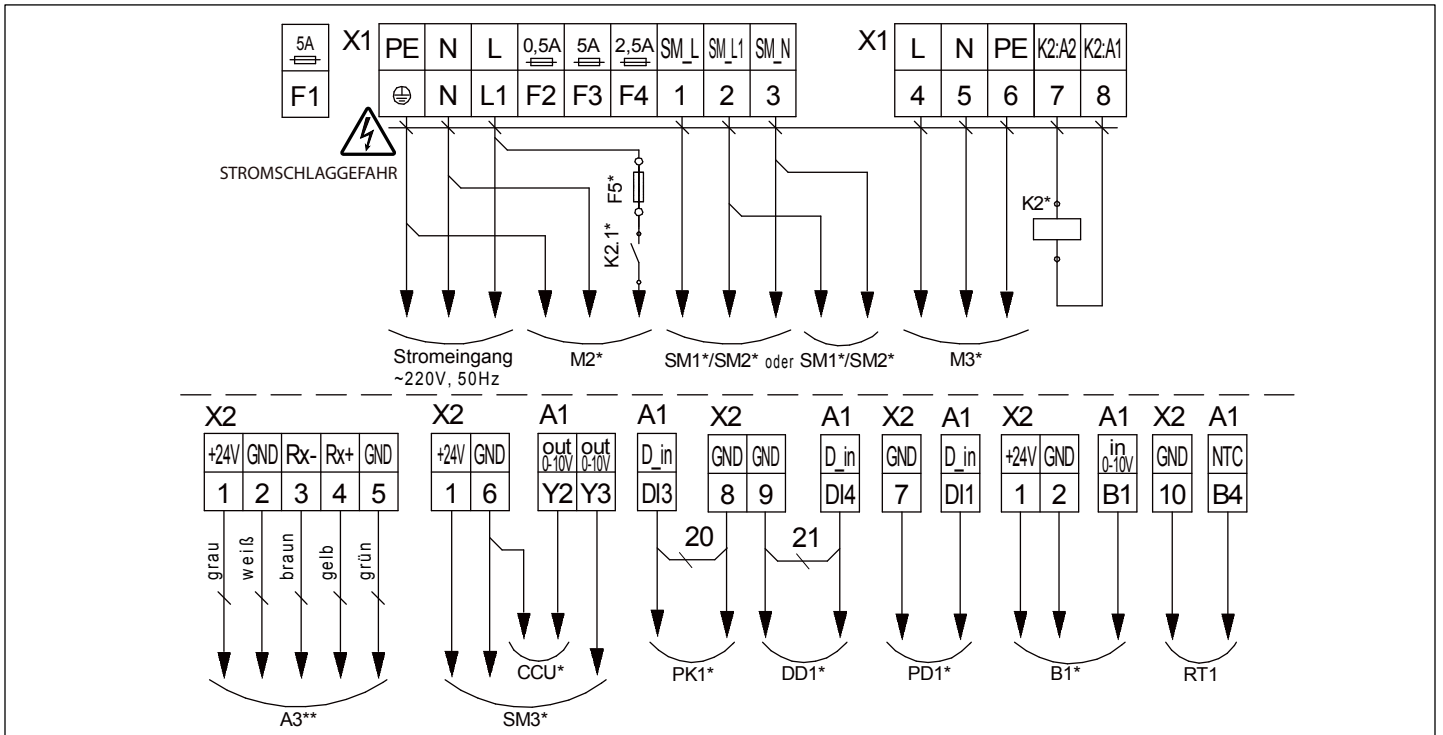 5A X1 PE N L 0,5A 5A 2,5A SM_L SM_L1 SM_N X1 L N PE K2:A2 K2:A1
F1 N L1 F2 F3 F4 1 2 3 4 5 6 7 8
STROMSCHLAGGEFAHR
F5*
K2.1*
K2*
Stromeingang
~220V, 50Hz
M2*
SM1*/SM2* oder SM1*/SM2*
M3*
X2 X2 A1 A1 X2 A1 X2 A1 X2 A1 X2 A1
+24V GND Rx- Rx+ GND +24V GND out 0-10V out 0-10V D_in GND GND D_in GND D_in +24V GND in 0-10V GND NTC
1 2 3 4 5 1 6 Y2 Y3 DI3 8 9 DI4 7 DI1 1 2 B1 10 B4
20 21
grau
weiß
braun
gelb
grün
CCU* PK1* DD1* PD1* B1* RT1
A3** SM3*